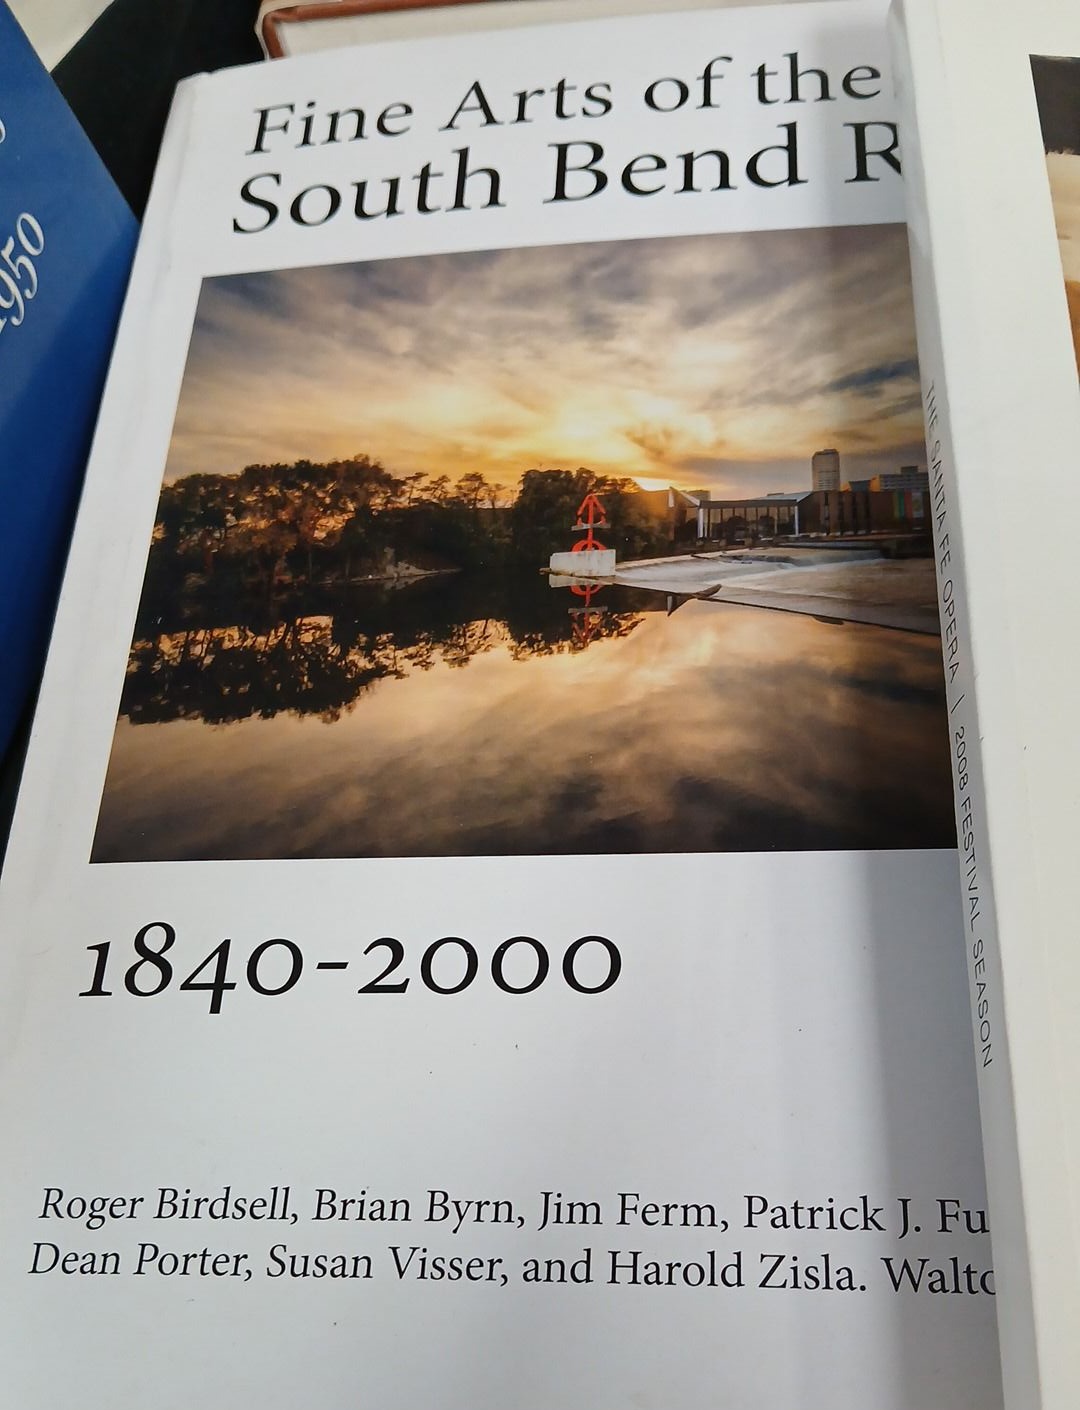 Fine Arts of the
South Bend R
1840-2000
Roger Birdsell, Brian Byrn, Jim Ferm, Patrick J. Fu
Dean Porter, Susan Visser, and Harold Zisla. Walto
THE SANTA FE OPERA | 2008 FESTIVAL SEASON
1950